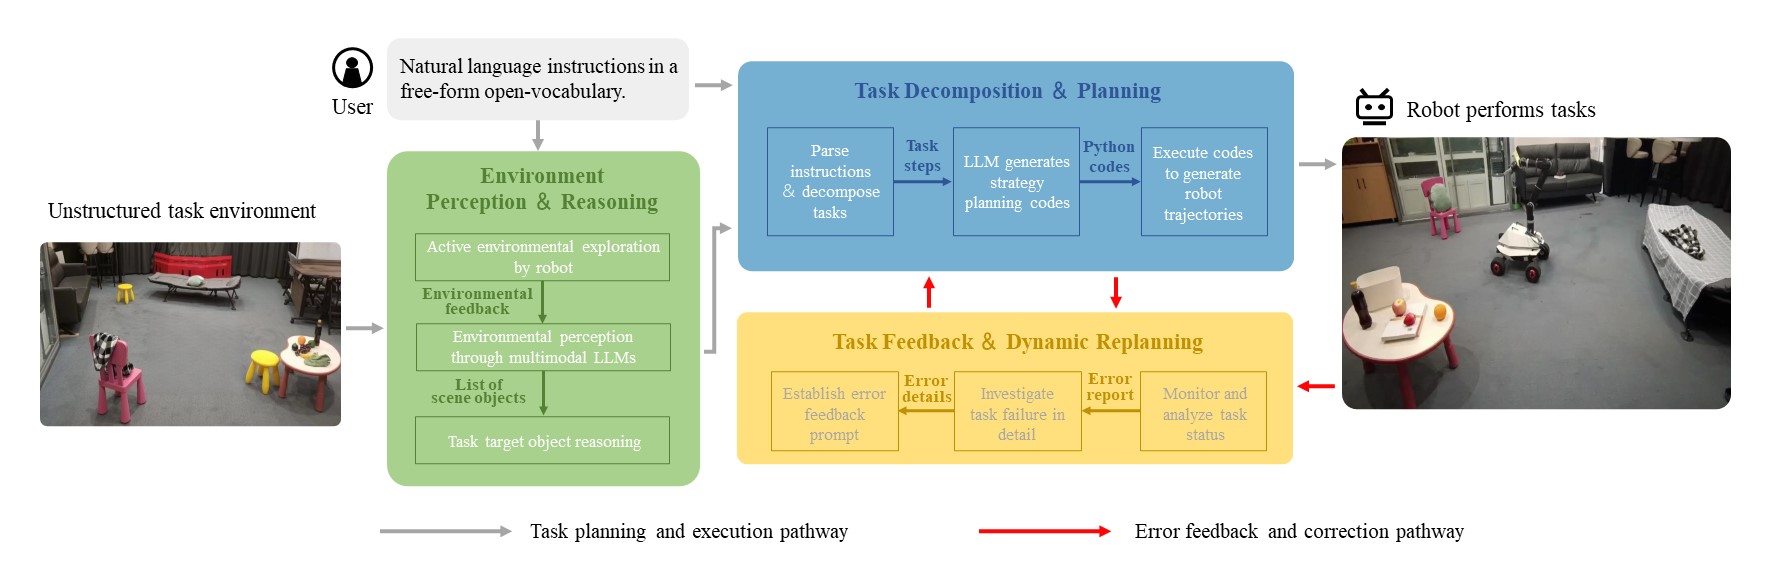 User
Natural language instructions in a
free-form open-vocabulary.
Unstructured task environment
Environment
Perception & Reasoning
Active environmental exploration
by robot
Environmental
feedback
Environmental perception
through multimodal LLMs
List of
scene objects
Task target object reasoning
Task Decomposition & Planning
Parse
instructions
& decompose
tasks
Task
steps
LLM generates
strategy
planning codes
Python
codes
Execute codes
to generate
robot
trajectories
Task Feedback & Dynamic Replanning
Establish error
feedback
prompt
Error
details
Investigate
task failure in
detail
Error
report
Monitor and
analyze task
status
Robot performs tasks
Task planning and execution pathway
Error feedback and correction pathway